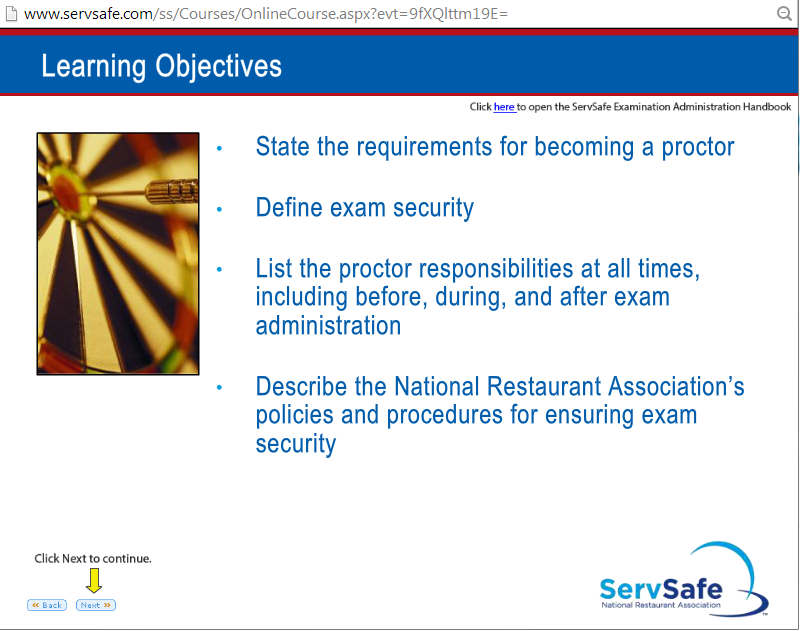 www.servsafe.com/ss/Courses/OnlineCourse.aspx?evt=9fXQlttm19E=
Learning Objectives
Click here to open the ServSafe Examination Administration Handbook
• State the requirements for becoming a proctor
• Define exam security
• List the proctor responsibilities at all times,
including before, during, and after exam
administration
• Describe the National Restaurant Association's
policies and procedures for ensuring exam
security
Click Next to continue.
« Back
Next »
ServSafe
National Restaurant Association
™